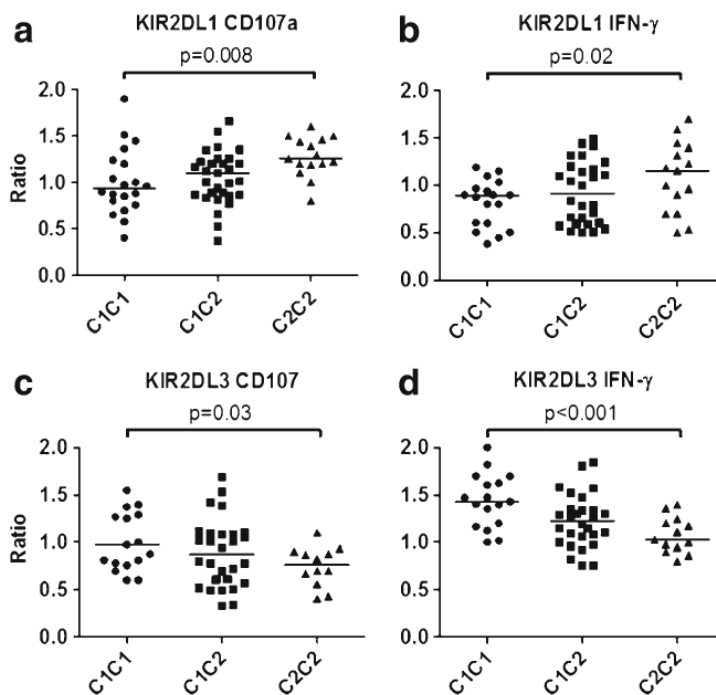 a
KIR2DL1 CD107a
p=0.008
Ratio
2.0
1.5
1.0
0.5
0.0
C1C1
C1C2
C2C2
b
KIR2DL1 IFN-γ
p=0.02
2.0
1.5
1.0
0.5
0.0
C1C1
C1C2
C2C2
c
KIR2DL3 CD107
p=0.03
Ratio
2.0
1.5
1.0
0.5
0.0
C1C1
C1C2
C2C2
d
KIR2DL3 IFN-γ
p<0.001
2.0
1.5
1.0
0.5
0.0
C1C1
C1C2
C2C2